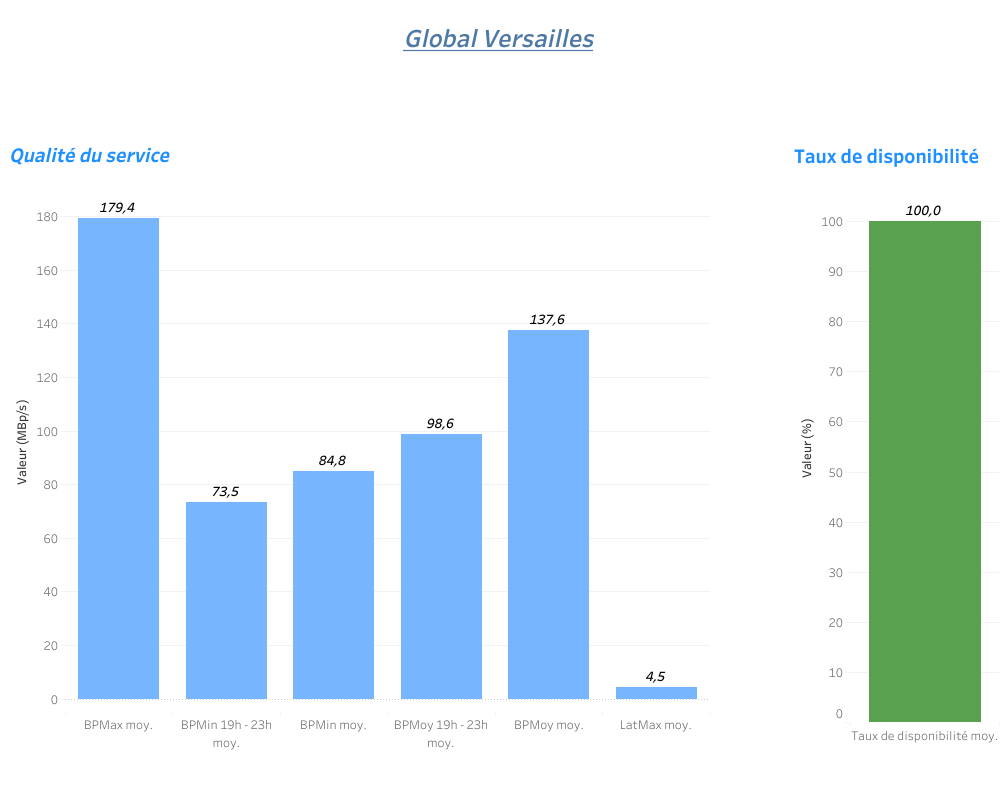 Global Versailles
Qualité du service
Taux de disponibilité
179,4
180
160
140
120
100
80
60
40
20
0
Valeur (MBp/s)
73,5
84,8
98,6
137,6
4,5
BPMax moy.
BPMin 19h - 23h
moy.
BPMin moy.
BPMoy 19h - 23h
moy.
BPMoy moy.
LatMax moy.
100,0
100
90
80
70
60
50
40
30
20
10
0
Valeur (%)
Taux de disponibilité moy.